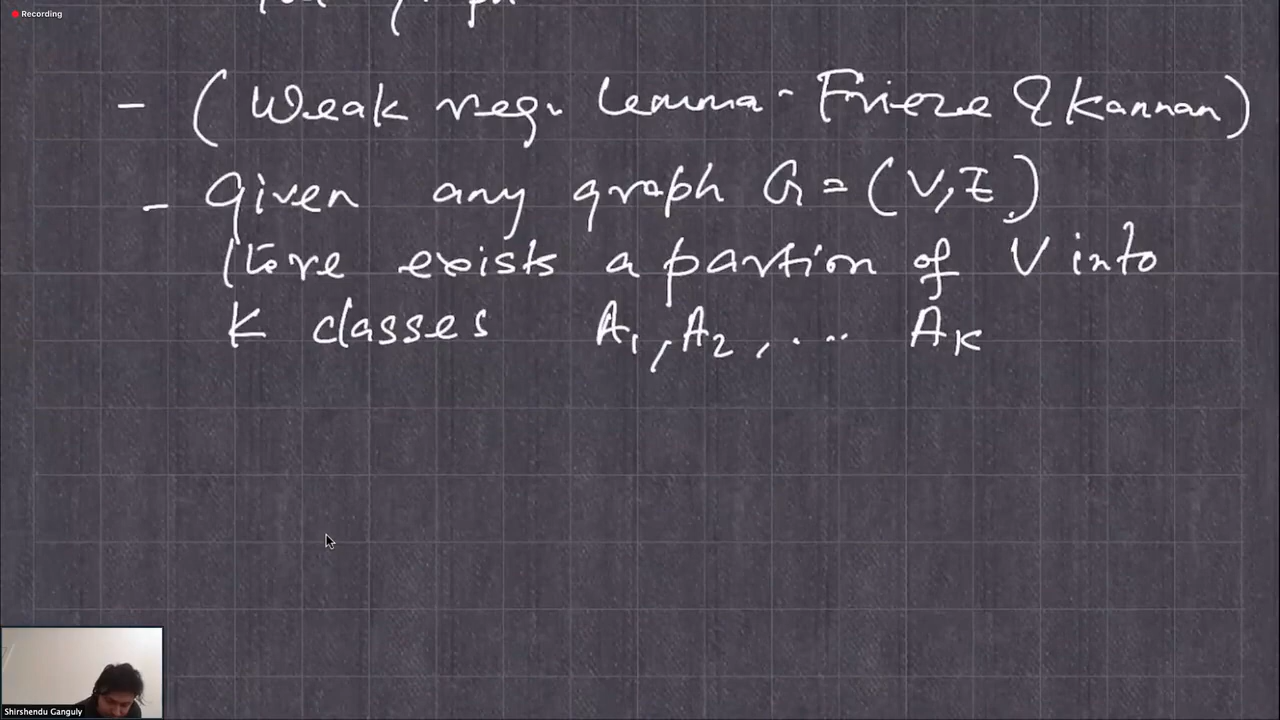 Recording
- (Weak reg. lemma - Frieze & Kannan)
- Given any graph G = (V, E)
there exists a partion of V into
K classes A1, A2, .... AK
Shirshendu Ganguly